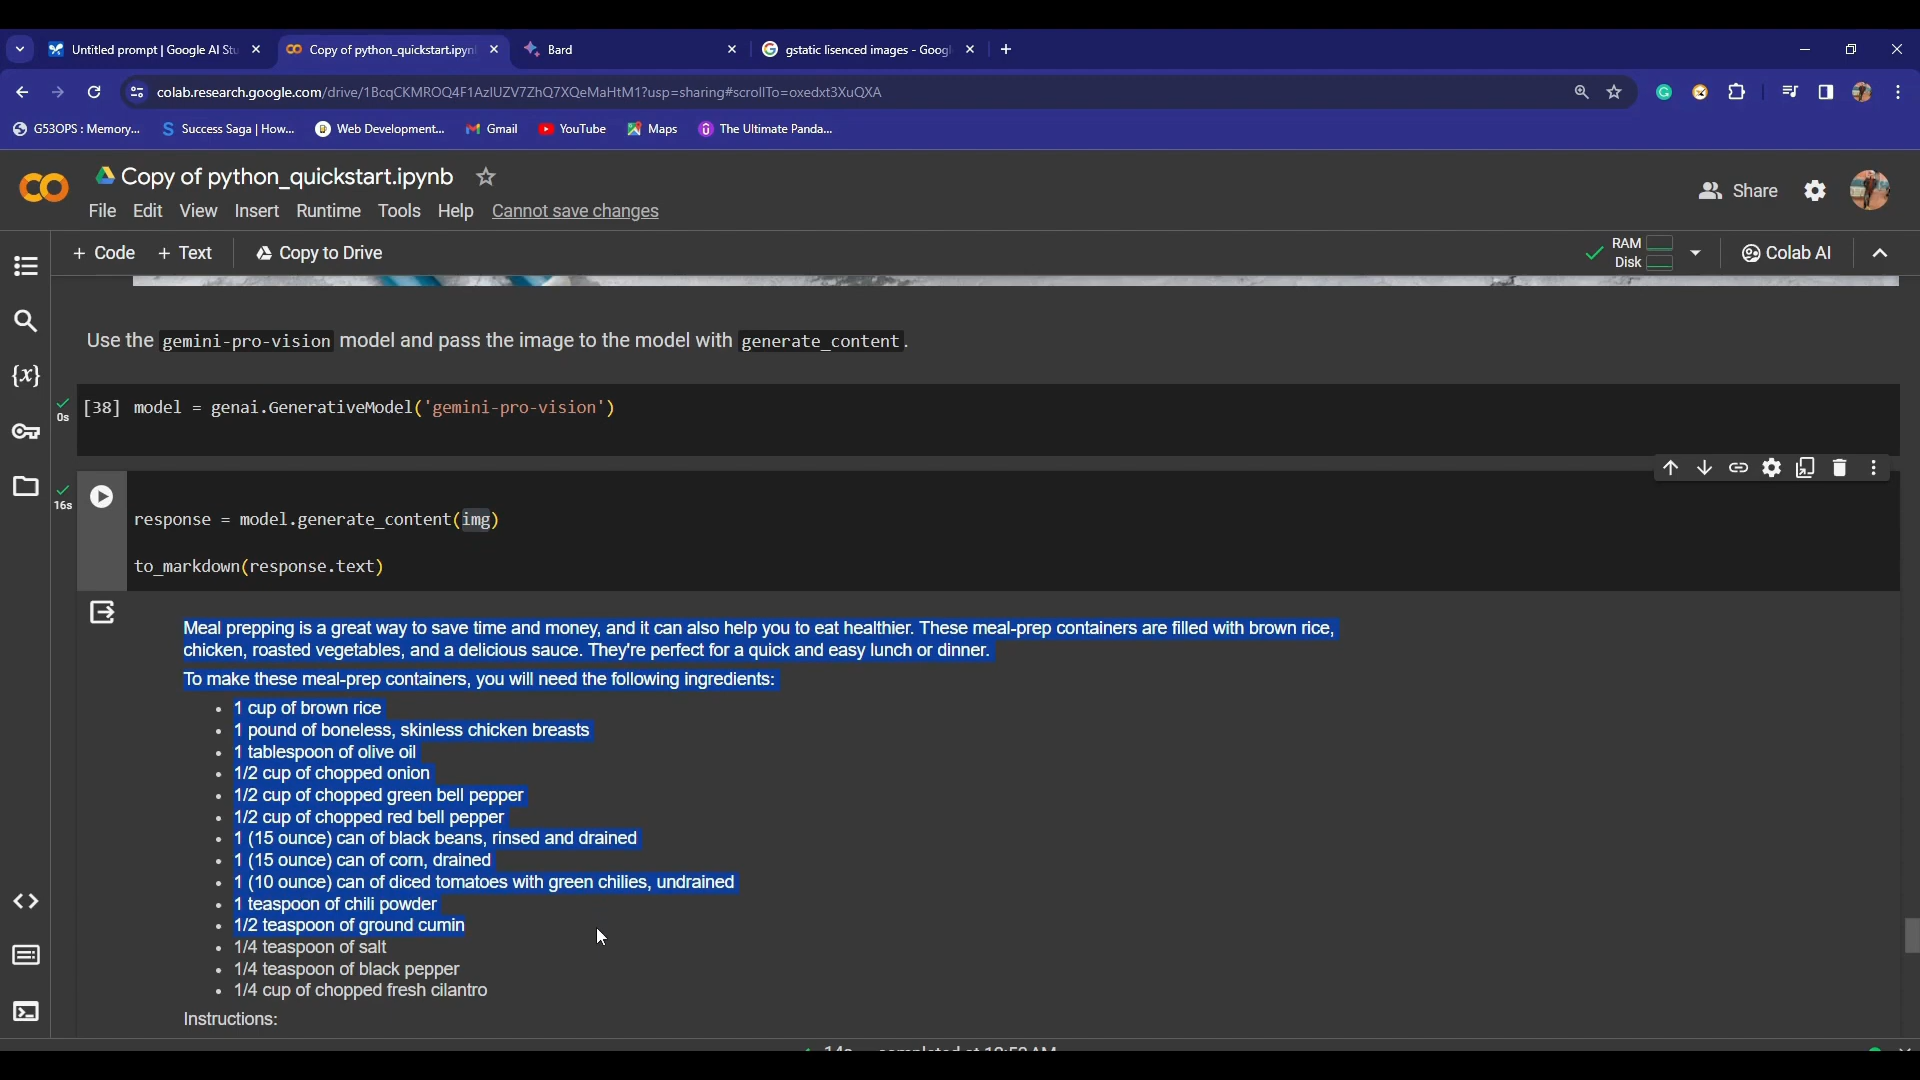 Untitled prompt | Google AI Stu
Copy of python_quickstart.ipyn
Bard
gstatic lisenced images - Goog
colab.research.google.com/drive/1BcqCKMROQ4F1AzlUZV7ZhQ7XQeMaHtM1?usp=sharing#scrollTo=oxedxt3XuQXA
G53OPS : Memory...
Success Saga | How...
Web Development...
Gmail
YouTube
Maps
The Ultimate Panda...
Copy of python_quickstart.ipynb
Share
File Edit View Insert Runtime Tools Help Cannot save changes
+ Code + Text Copy to Drive
RAM
Disk
Colab AI
Use the gemini-pro-vision model and pass the image to the model with generate_content.
{x}
[38] model = genai.GenerativeModel('gemini-pro-vision')
0s
16s
response = model.generate_content(img)
to_markdown(response.text)
Meal prepping is a great way to save time and money, and it can also help you to eat healthier. These meal-prep containers are filled with brown rice,
chicken, roasted vegetables, and a delicious sauce. They're perfect for a quick and easy lunch or dinner.
To make these meal-prep containers, you will need the following ingredients:
• 1 cup of brown rice
• 1 pound of boneless, skinless chicken breasts
• 1 tablespoon of olive oil
• 1/2 cup of chopped onion
• 1/2 cup of chopped green bell pepper
• 1/2 cup of chopped red bell pepper
• 1 (15 ounce) can of black beans, rinsed and drained
• 1 (15 ounce) can of corn, drained
• 1 (10 ounce) can of diced tomatoes with green chilies, undrained
• 1 teaspoon of chili powder
• 1/2 teaspoon of ground cumin
• 1/4 teaspoon of salt
• 1/4 teaspoon of black pepper
• 1/4 cup of chopped fresh cilantro
Instructions: